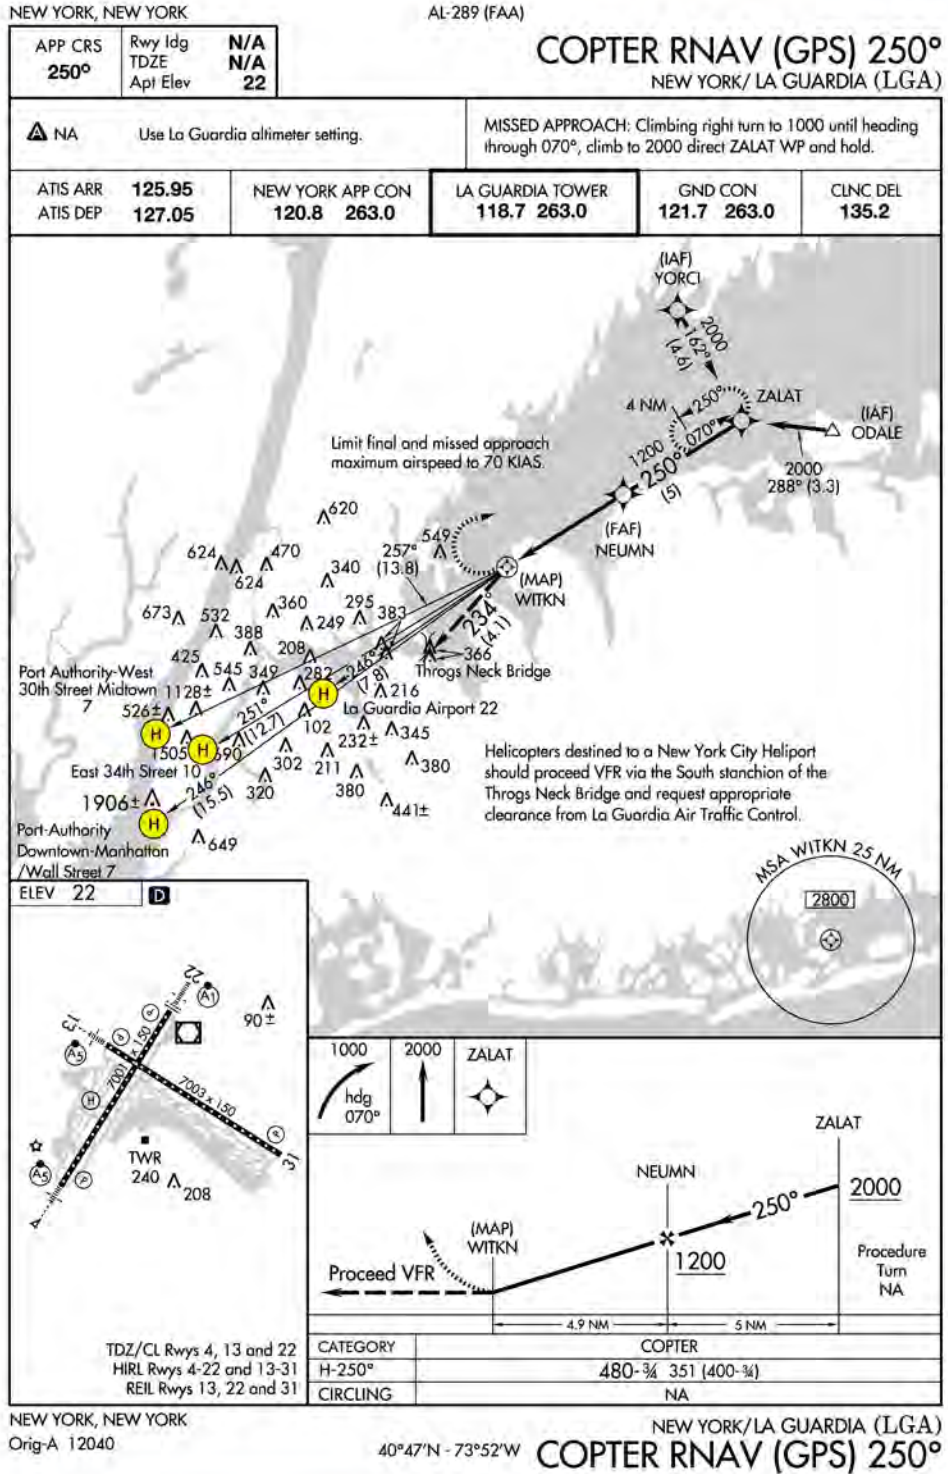 NEW YORK, NEW YORK
AL-289 (FAA)
APP CRS
250°
Rwy ldg N/A
TDZE N/A
Apt Elev 22
COPTER RNAV (GPS) 250°
NEW YORK/ LA GUARDIA (LGA)
A NA
Use La Guardia altimeter setting.
MISSED APPROACH: Climbing right turn to 1000 until heading
through 070°, climb to 2000 direct ZALAT WP and hold.
ATIS ARR 125.95
ATIS DEP 127.05
NEW YORK APP CON
120.8 263.0
LA GUARDIA TOWER
118.7 263.0
GND CON
121.7 263.0
CLNC DEL
135.2
(IAF)
YORCI
2000
162°
(4.6)
4 NM
250°
070°
ZALAT
(IAF)
ODALE
2000
288° (3.3)
1200
250°
(5)
(FAF)
NEUMN
Limit final and missed approach
maximum airspeed to 70 KIAS.
620
549
257°
(13.8)
624
470
624
340
(MAP)
WITKN
673
532
360
295
383
249
388
234°
(4.1)
208
366
Throgs Neck Bridge
425
545
349
282
246°
(7.8)
216
Port Authority-West
30th Street Midtown
7
1128±
526±
H
H
La Guardia Airport 22
251°
(12.7)
102
232±
345
1505
H
690
East 34th Street 10
302
211
380
246°
(15.5)
320
380
441±
1906±
H
649
Port-Authority
Downtown-Manhattan
/Wall Street 7
Helicopters destined to a New York City Heliport
should proceed VFR via the South stanchion of the
Throgs Neck Bridge and request appropriate
clearance from La Guardia Air Traffic Control.
MSA WITKN 25 NM
2800
ELEV 22
D
22
A1
90±
13
A5
P
P
7001 x 150
7003 x 150
H
P
31
TWR
240
208
A5
P
4
TDZ/CL Rwys 4, 13 and 22
HIRL Rwys 4-22 and 13-31
REIL Rwys 13, 22 and 31
1000
hdg
070°
2000
ZALAT
ZALAT
NEUMN
250°
2000
(MAP)
WITKN
1200
Proceed VFR
Procedure
Turn
NA
4.9 NM
5 NM
CATEGORY COPTER
H-250° 480-¾ 351 (400-¾)
CIRCLING NA
NEW YORK, NEW YORK
Orig-A 12040
40°47'N - 73°52'W
NEW YORK/LA GUARDIA (LGA)
COPTER RNAV (GPS) 250°